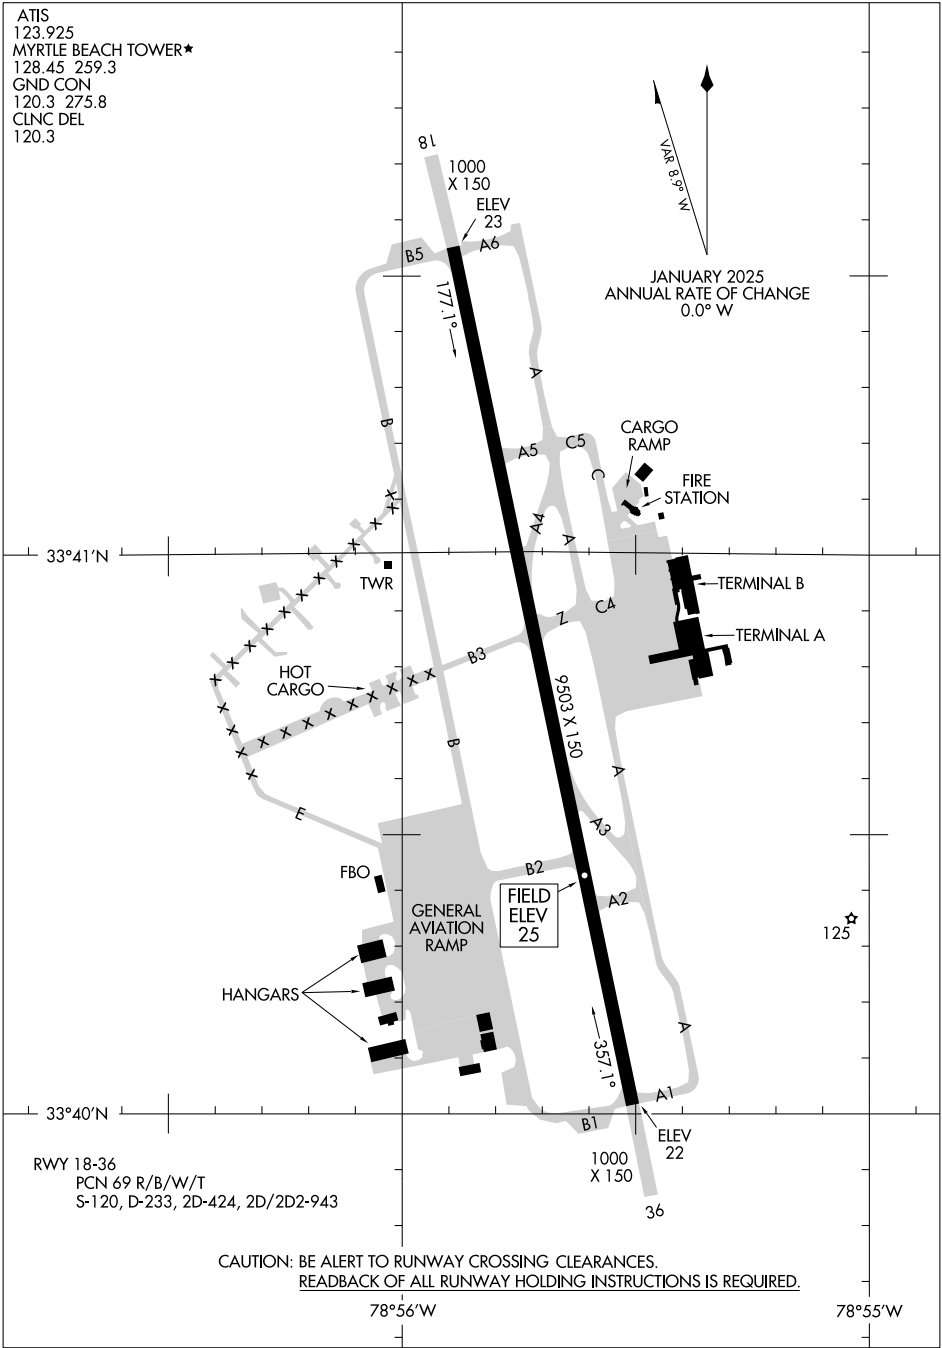 ATIS
123.925
MYRTLE BEACH TOWER★
128.45 259.3
GND CON
120.3 275.8
CLNC DEL
120.3
18
1000
X 150
VAR 8.9° W
ELEV
23
A6
B5
JANUARY 2025
ANNUAL RATE OF CHANGE
0.0° W
177.1°
A
B
CARGO
RAMP
A5
C5
C
FIRE
STATION
X X X X X X X X X X X X X X X X X
A4
A
33°41'N
TWR
TERMINAL B
C4
Z
TERMINAL A
B3
HOT
CARGO
X X X X X X X X X
9503 X 150
B
A
E
A3
B2
FBO
FIELD
ELEV
25
A2
GENERAL
AVIATION
RAMP
125
HANGARS
A
357.1°
A1
33°40'N
B1
ELEV
22
1000
X 150
36
RWY 18-36
PCN 69 R/B/W/T
S-120, D-233, 2D-424, 2D/2D2-943
CAUTION: BE ALERT TO RUNWAY CROSSING CLEARANCES.
READBACK OF ALL RUNWAY HOLDING INSTRUCTIONS IS REQUIRED.
78°56'W
78°55'W